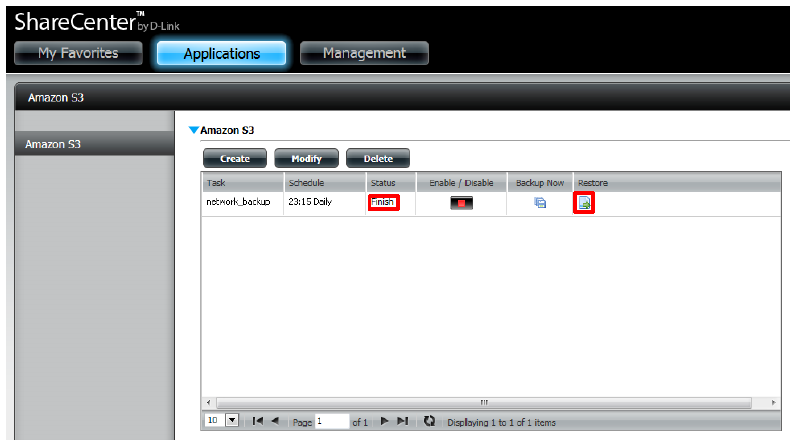 ShareCenter™ by D-Link
My Favorites Applications Management
Amazon S3
Amazon S3
Amazon S3
Create Modify Delete
Task Schedule Status Enable / Disable Backup Now Restore
network_backup 23:15 Daily Finish
10 Page 1 of 1 Displaying 1 to 1 of 1 items